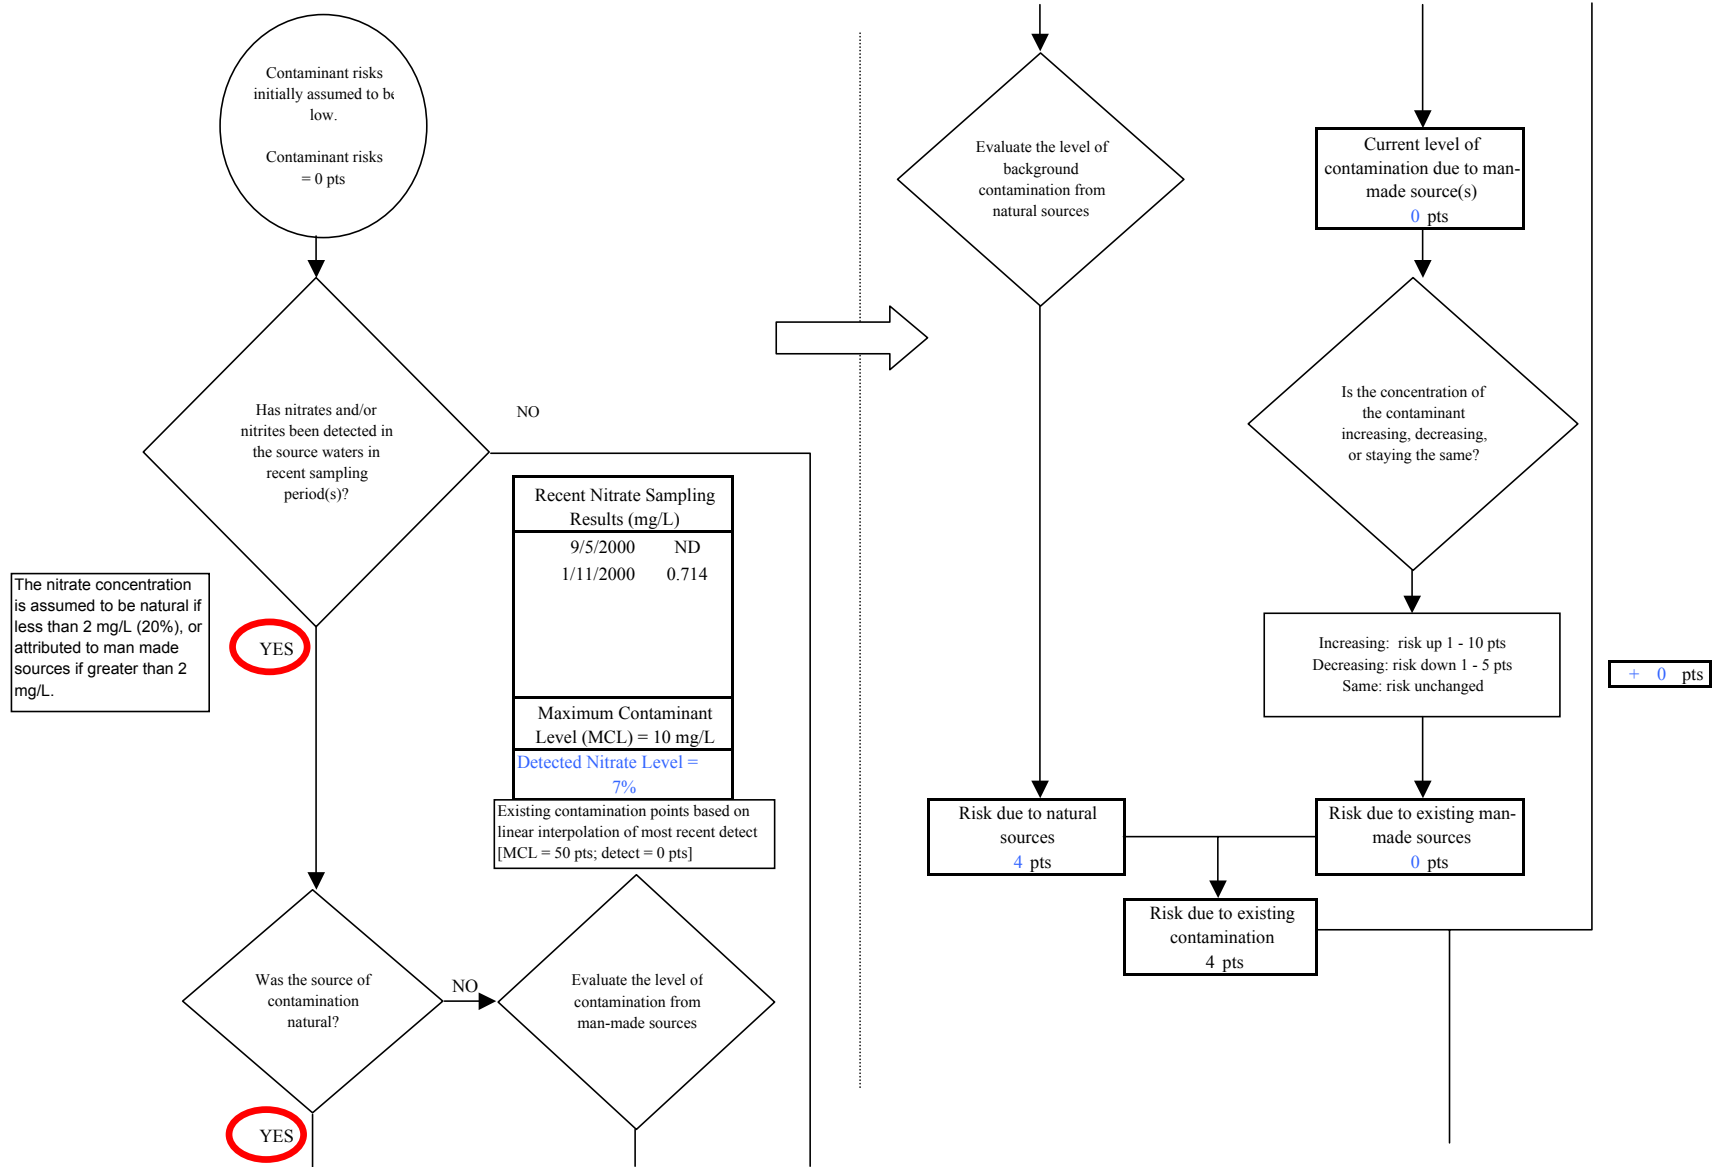 Contaminant risks
initially assumed to be
low.
Contaminant risks
= 0 pts
Has nitrates and/or
nitrites been detected in
the source waters in
recent sampling
period(s)?
NO
Recent Nitrate Sampling
Results (mg/L)
9/5/2000 ND
1/11/2000 0.714
Maximum Contaminant
Level (MCL) = 10 mg/L
Detected Nitrate Level =
7%
Existing contamination points based on
linear interpolation of most recent detect
[MCL = 50 pts; detect = 0 pts]
The nitrate concentration
is assumed to be natural if
less than 2 mg/L (20%), or
attributed to man made
sources if greater than 2
mg/L.
YES
Was the source of
contamination
natural?
NO
Evaluate the level of
contamination from
man-made sources
YES
Evaluate the level of
background
contamination from
natural sources
Current level of
contamination due to man-
made source(s)
0 pts
Is the concentration of
the contaminant
increasing, decreasing,
or staying the same?
Increasing: risk up 1 - 10 pts
Decreasing: risk down 1 - 5 pts
Same: risk unchanged
+ 0 pts
Risk due to natural
sources
4 pts
Risk due to existing man-
made sources
0 pts
Risk due to existing
contamination
4 pts